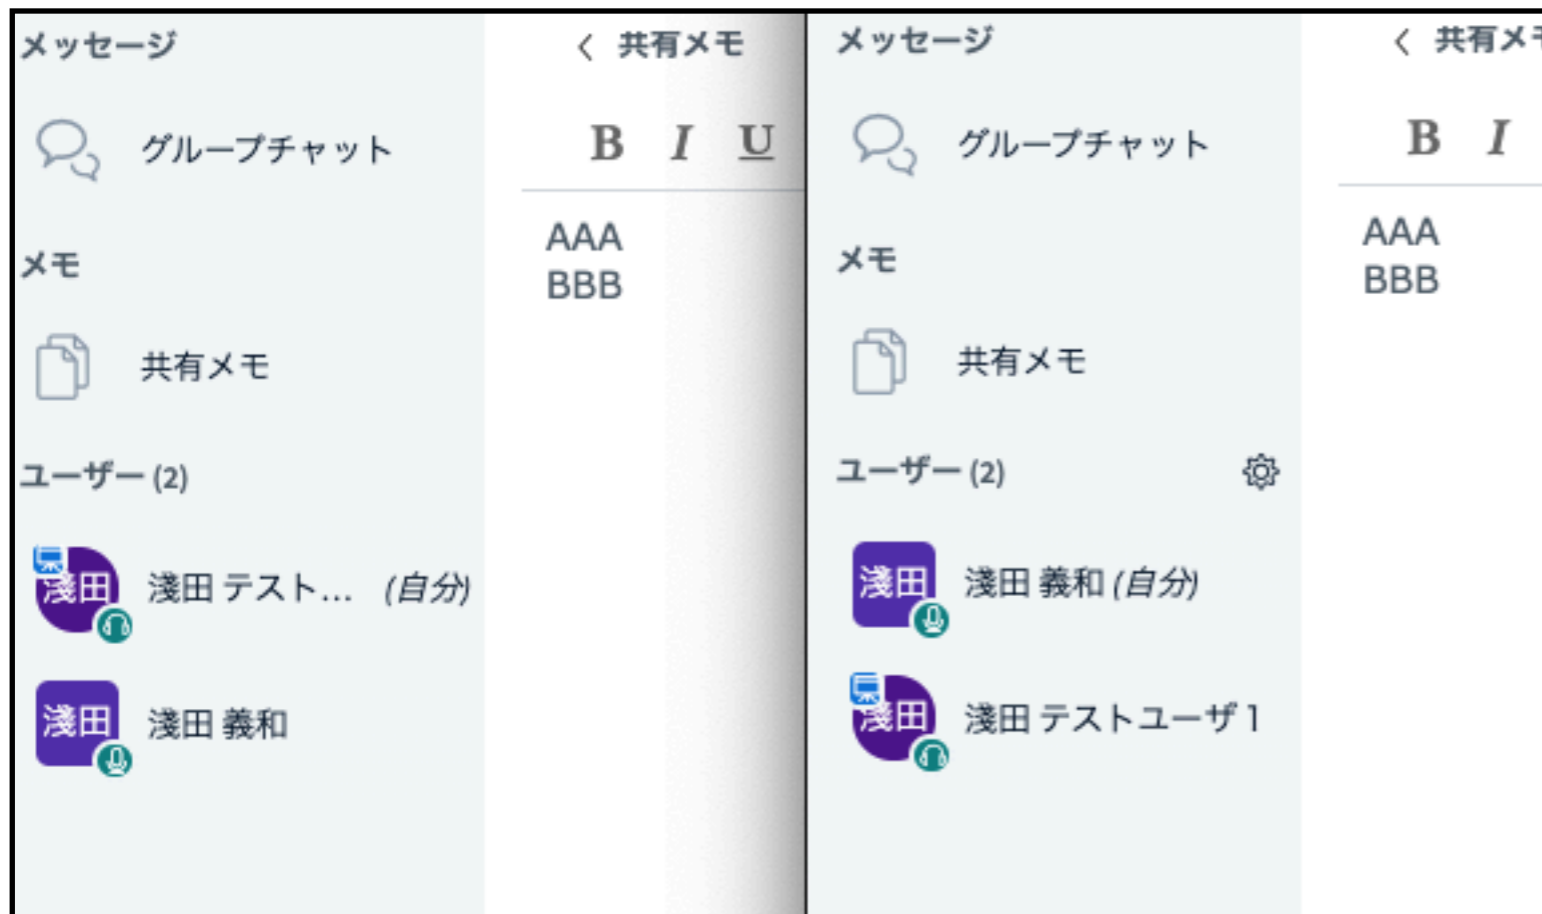 メッセージ
グループチャット
メモ
共有メモ
ユーザー (2)
淺田
淺田 テスト... (自分)
淺田
淺田 義和
共有メモ
B I U
AAA
BBB
メッセージ
グループチャット
メモ
共有メモ
ユーザー (2)
淺田
淺田 義和 (自分)
淺田
淺田 テストユーザ 1
共有メモ
B I
AAA
BBB